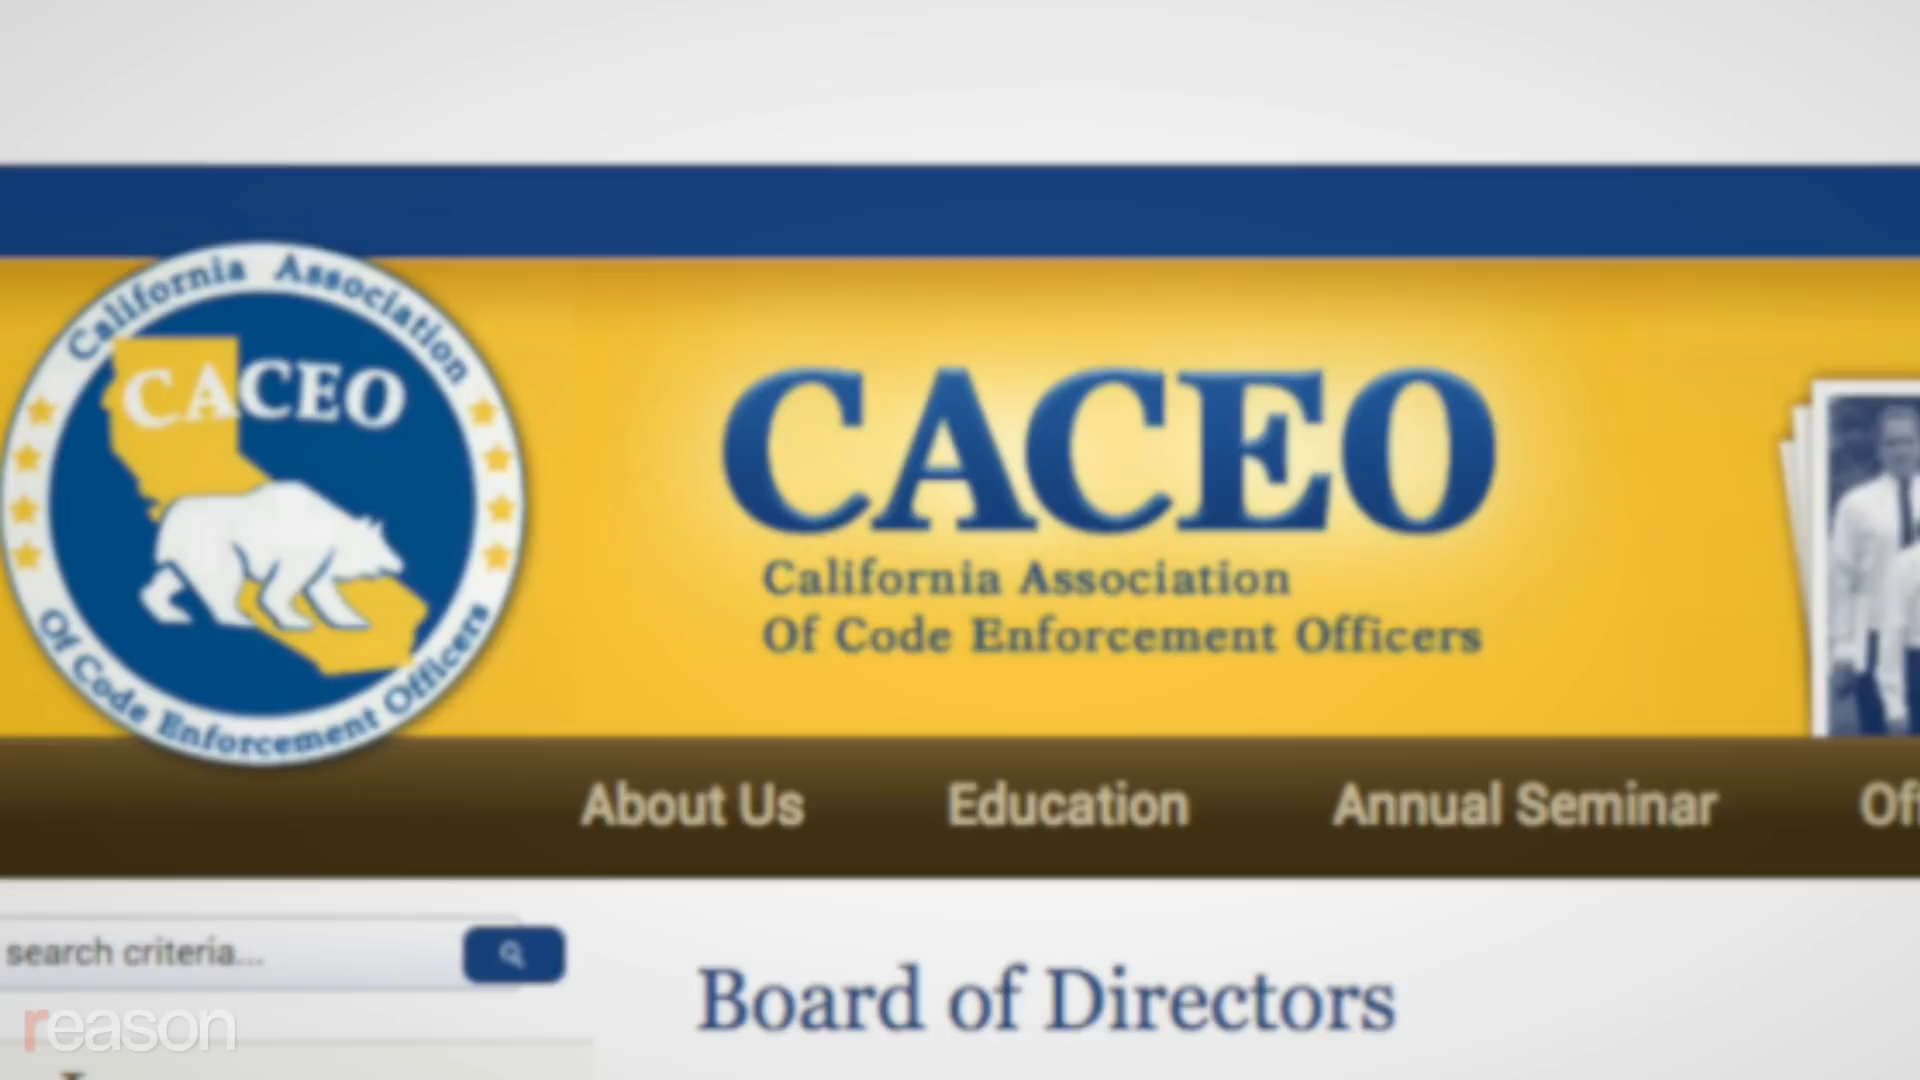 California Association
CACEO
Of Code Enforcement Officers
CACEO
California Association
Of Code Enforcement Officers
About Us
Education
Annual Seminar
search criteria...
Board of Directors
reason